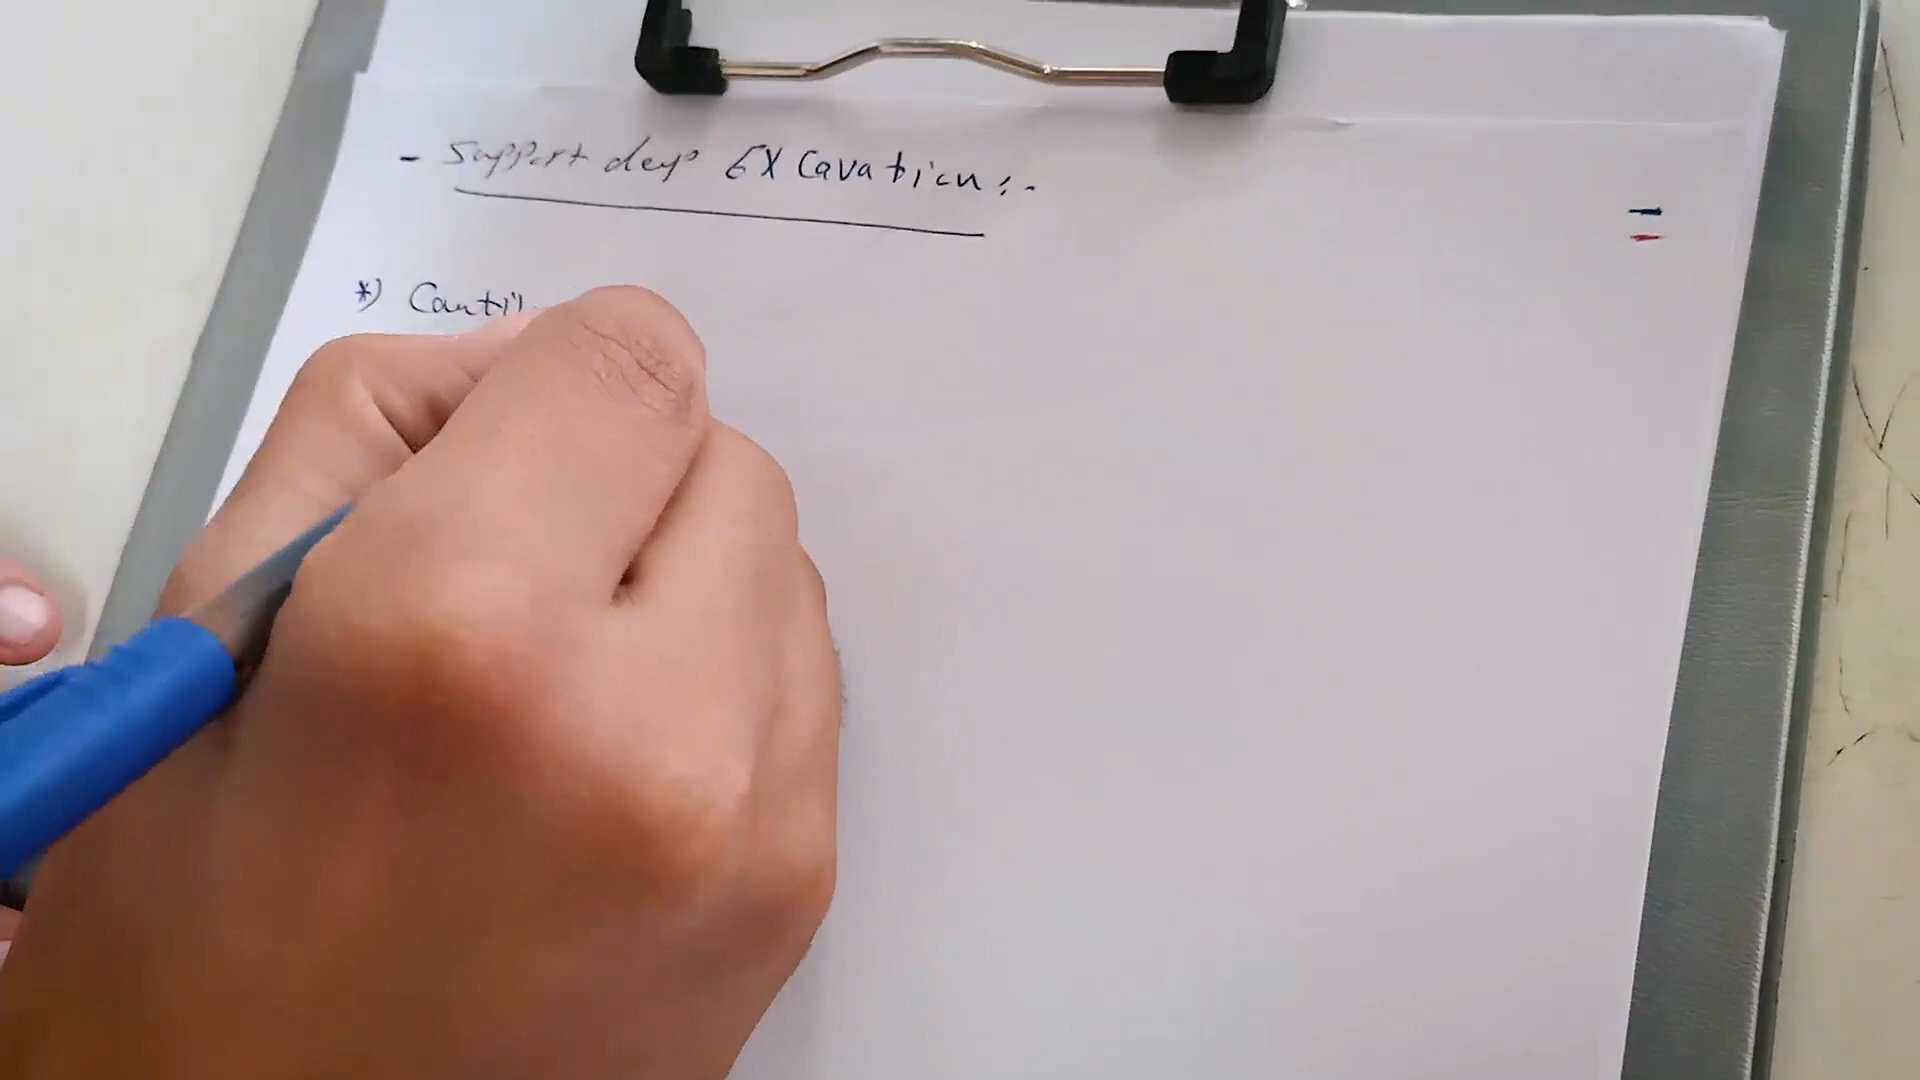 - Support deep EXCavation :-
*) Cantil